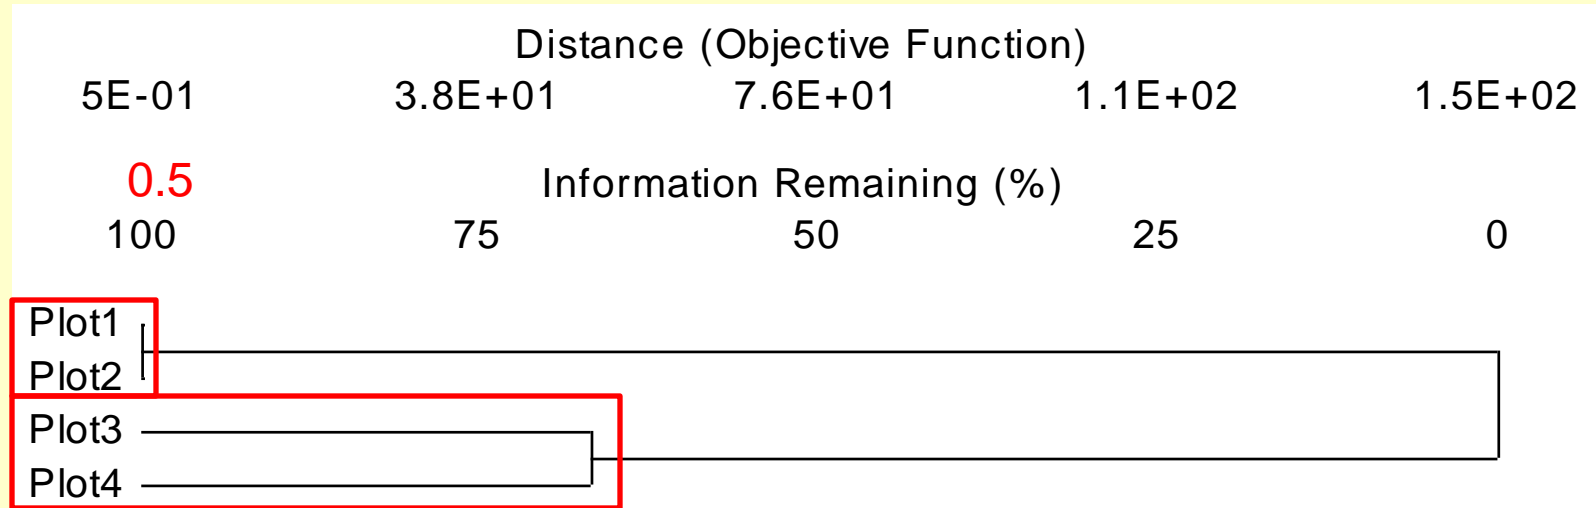 Distance (Objective Function)
5E-01 3.8E+01 7.6E+01 1.1E+02 1.5E+02
0.5 Information Remaining (%)
100 75 50 25 0
Plot1
Plot2
Plot3
Plot4